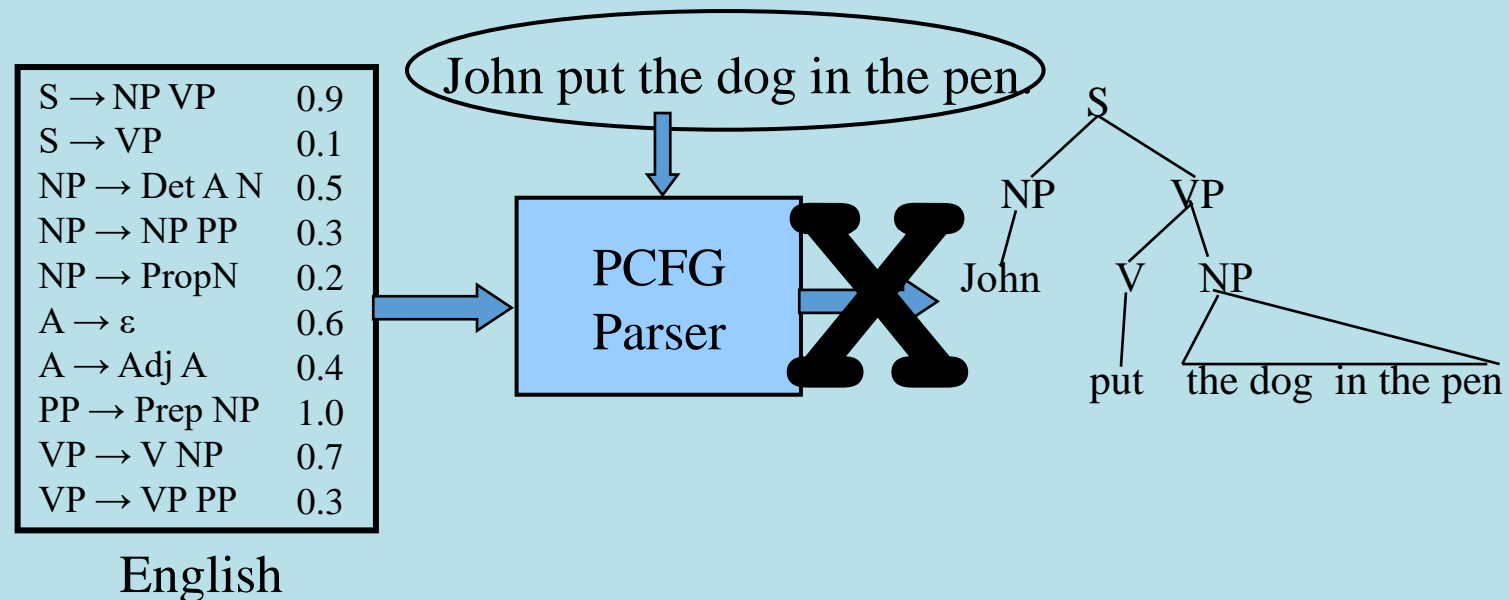 John put the dog in the pen.
S → NP VP 0.9
S → VP 0.1
NP → Det A N 0.5
NP → NP PP 0.3
NP → PropN 0.2
A → ε 0.6
A → Adj A 0.4
PP → Prep NP 1.0
VP → V NP 0.7
VP → VP PP 0.3
English
PCFG
Parser
X
S
NP VP
John V NP
put the dog in the pen